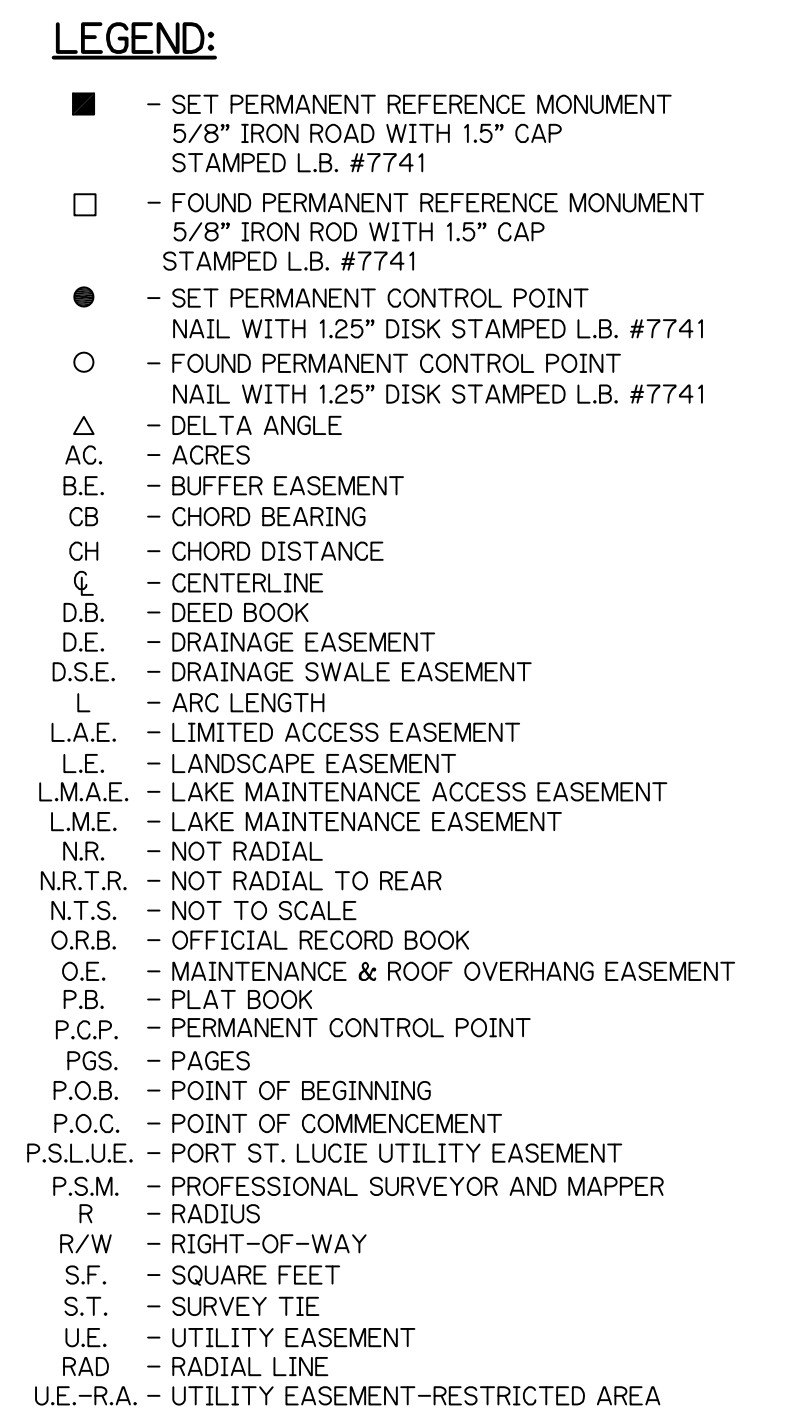 LEGEND:
■ – SET PERMANENT REFERENCE MONUMENT
5/8” IRON ROAD WITH 1.5” CAP
STAMPED L.B. #7741
□ – FOUND PERMANENT REFERENCE MONUMENT
5/8” IRON ROD WITH 1.5” CAP
STAMPED L.B. #7741
● – SET PERMANENT CONTROL POINT
NAIL WITH 1.25” DISK STAMPED L.B. #7741
○ – FOUND PERMANENT CONTROL POINT
NAIL WITH 1.25” DISK STAMPED L.B. #7741
△ – DELTA ANGLE
AC. – ACRES
B.E. – BUFFER EASEMENT
CB – CHORD BEARING
CH – CHORD DISTANCE
℄ – CENTERLINE
D.B. – DEED BOOK
D.E. – DRAINAGE EASEMENT
D.S.E. – DRAINAGE SWALE EASEMENT
L – ARC LENGTH
L.A.E. – LIMITED ACCESS EASEMENT
L.E. – LANDSCAPE EASEMENT
L.M.A.E. – LAKE MAINTENANCE ACCESS EASEMENT
L.M.E. – LAKE MAINTENANCE EASEMENT
N.R. – NOT RADIAL
N.R.T.R. – NOT RADIAL TO REAR
N.T.S. – NOT TO SCALE
O.R.B. – OFFICIAL RECORD BOOK
O.E. – MAINTENANCE & ROOF OVERHANG EASEMENT
P.B. – PLAT BOOK
P.C.P. – PERMANENT CONTROL POINT
PGS. – PAGES
P.O.B. – POINT OF BEGINNING
P.O.C. – POINT OF COMMENCEMENT
P.S.L.U.E. – PORT ST. LUCIE UTILITY EASEMENT
P.S.M. – PROFESSIONAL SURVEYOR AND MAPPER
R – RADIUS
R/W – RIGHT–OF–WAY
S.F. – SQUARE FEET
S.T. – SURVEY TIE
U.E. – UTILITY EASEMENT
RAD – RADIAL LINE
U.E.–R.A. – UTILITY EASEMENT–RESTRICTED AREA